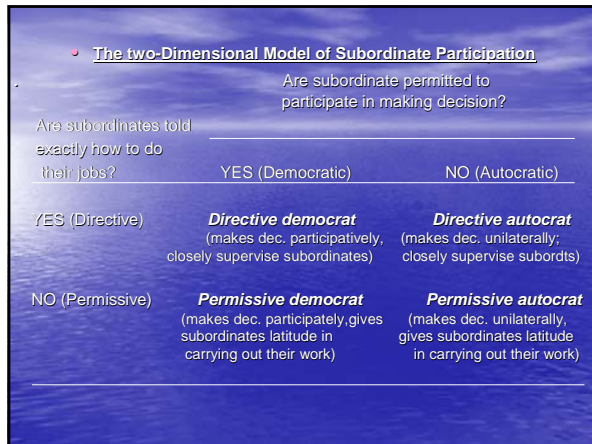 • The two-Dimensional Model of Subordinate Participation
.
Are subordinate permitted to
participate in making decision?
Are subordinates told
exactly how to do
their jobs?
YES (Democratic) NO (Autocratic)
YES (Directive) Directive democrat Directive autocrat
(makes dec. participatively, (makes dec. unilaterally;
closely supervise subordinates) closely supervise subordts)
NO (Permissive) Permissive democrat Permissive autocrat
(makes dec. participately,gives (makes dec. unilaterally,
subordinates latitude in gives subordinates latitude
carrying out their work) in carrying out their work)